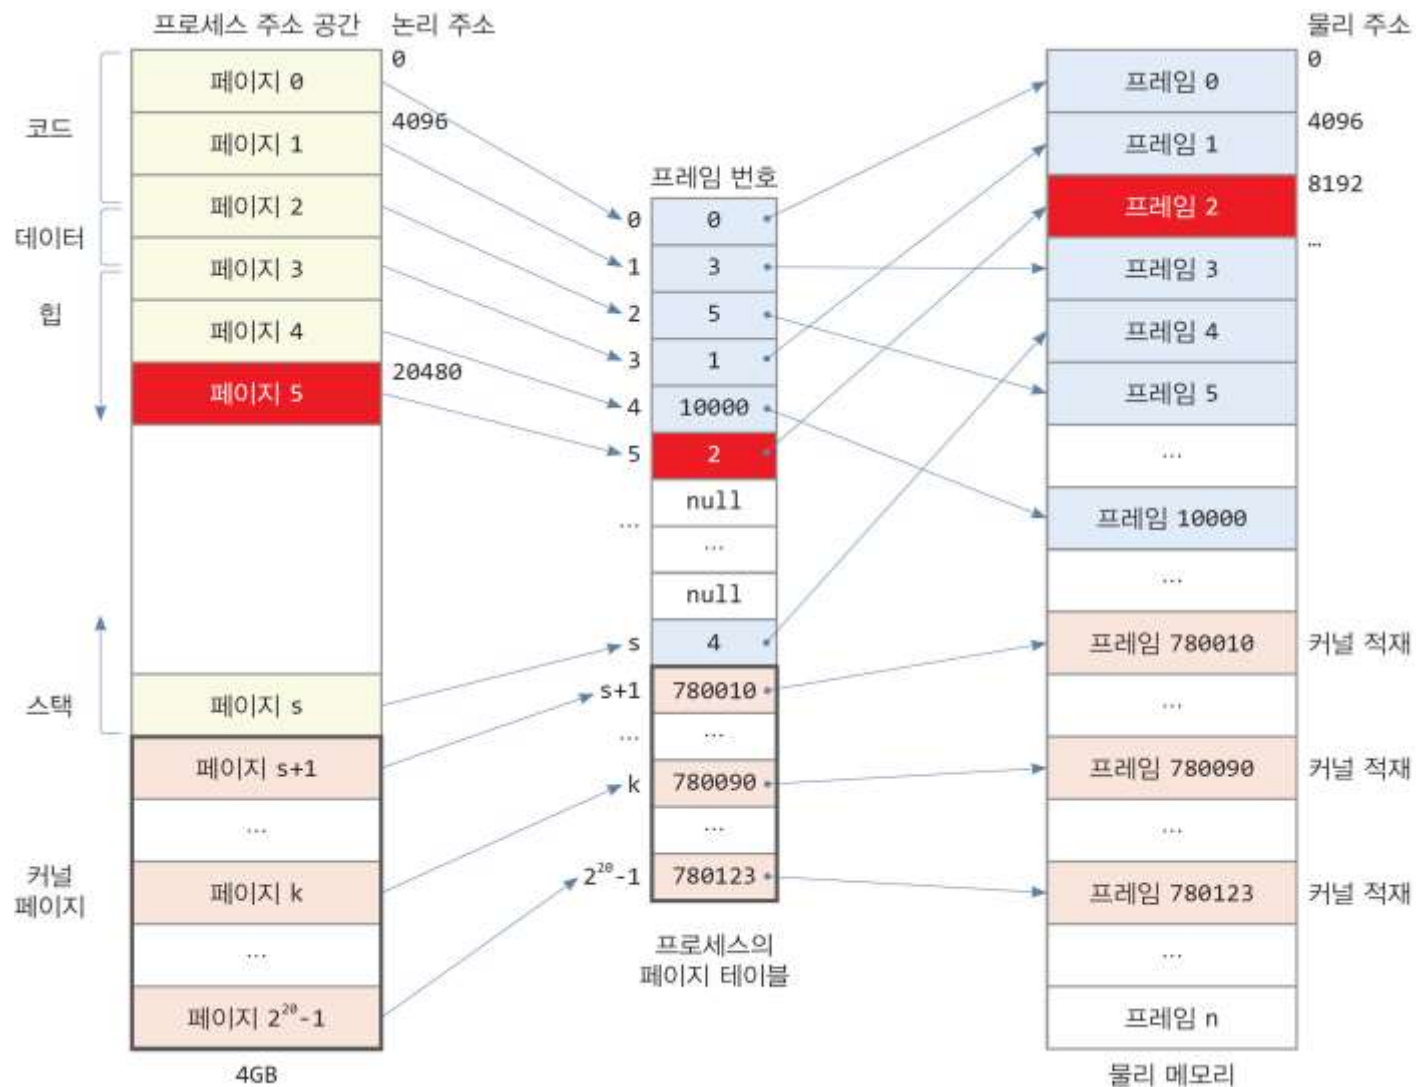 프로세스 주소 공간
논리 주소
코드
데이터
힙
스택
커널
페이지
페이지 0
페이지 1
페이지 2
페이지 3
페이지 4
페이지 5
페이지 s
페이지 s+1
...
페이지 k
...
페이지 2²⁰-1
4GB
0
4096
20480
프레임 번호
0 0
1 3
2 5
3 1
4 10000
5 2
null
... ...
null
s 4
s+1 780010
... ...
k 780090
...
2²⁰-1 780123
프로세스의
페이지 테이블
물리 주소
프레임 0 0
프레임 1 4096
프레임 2 8192
...
프레임 3
프레임 4
프레임 5
...
프레임 10000
...
프레임 780010 커널 적재
...
프레임 780090 커널 적재
...
프레임 780123 커널 적재
...
프레임 n
물리 메모리